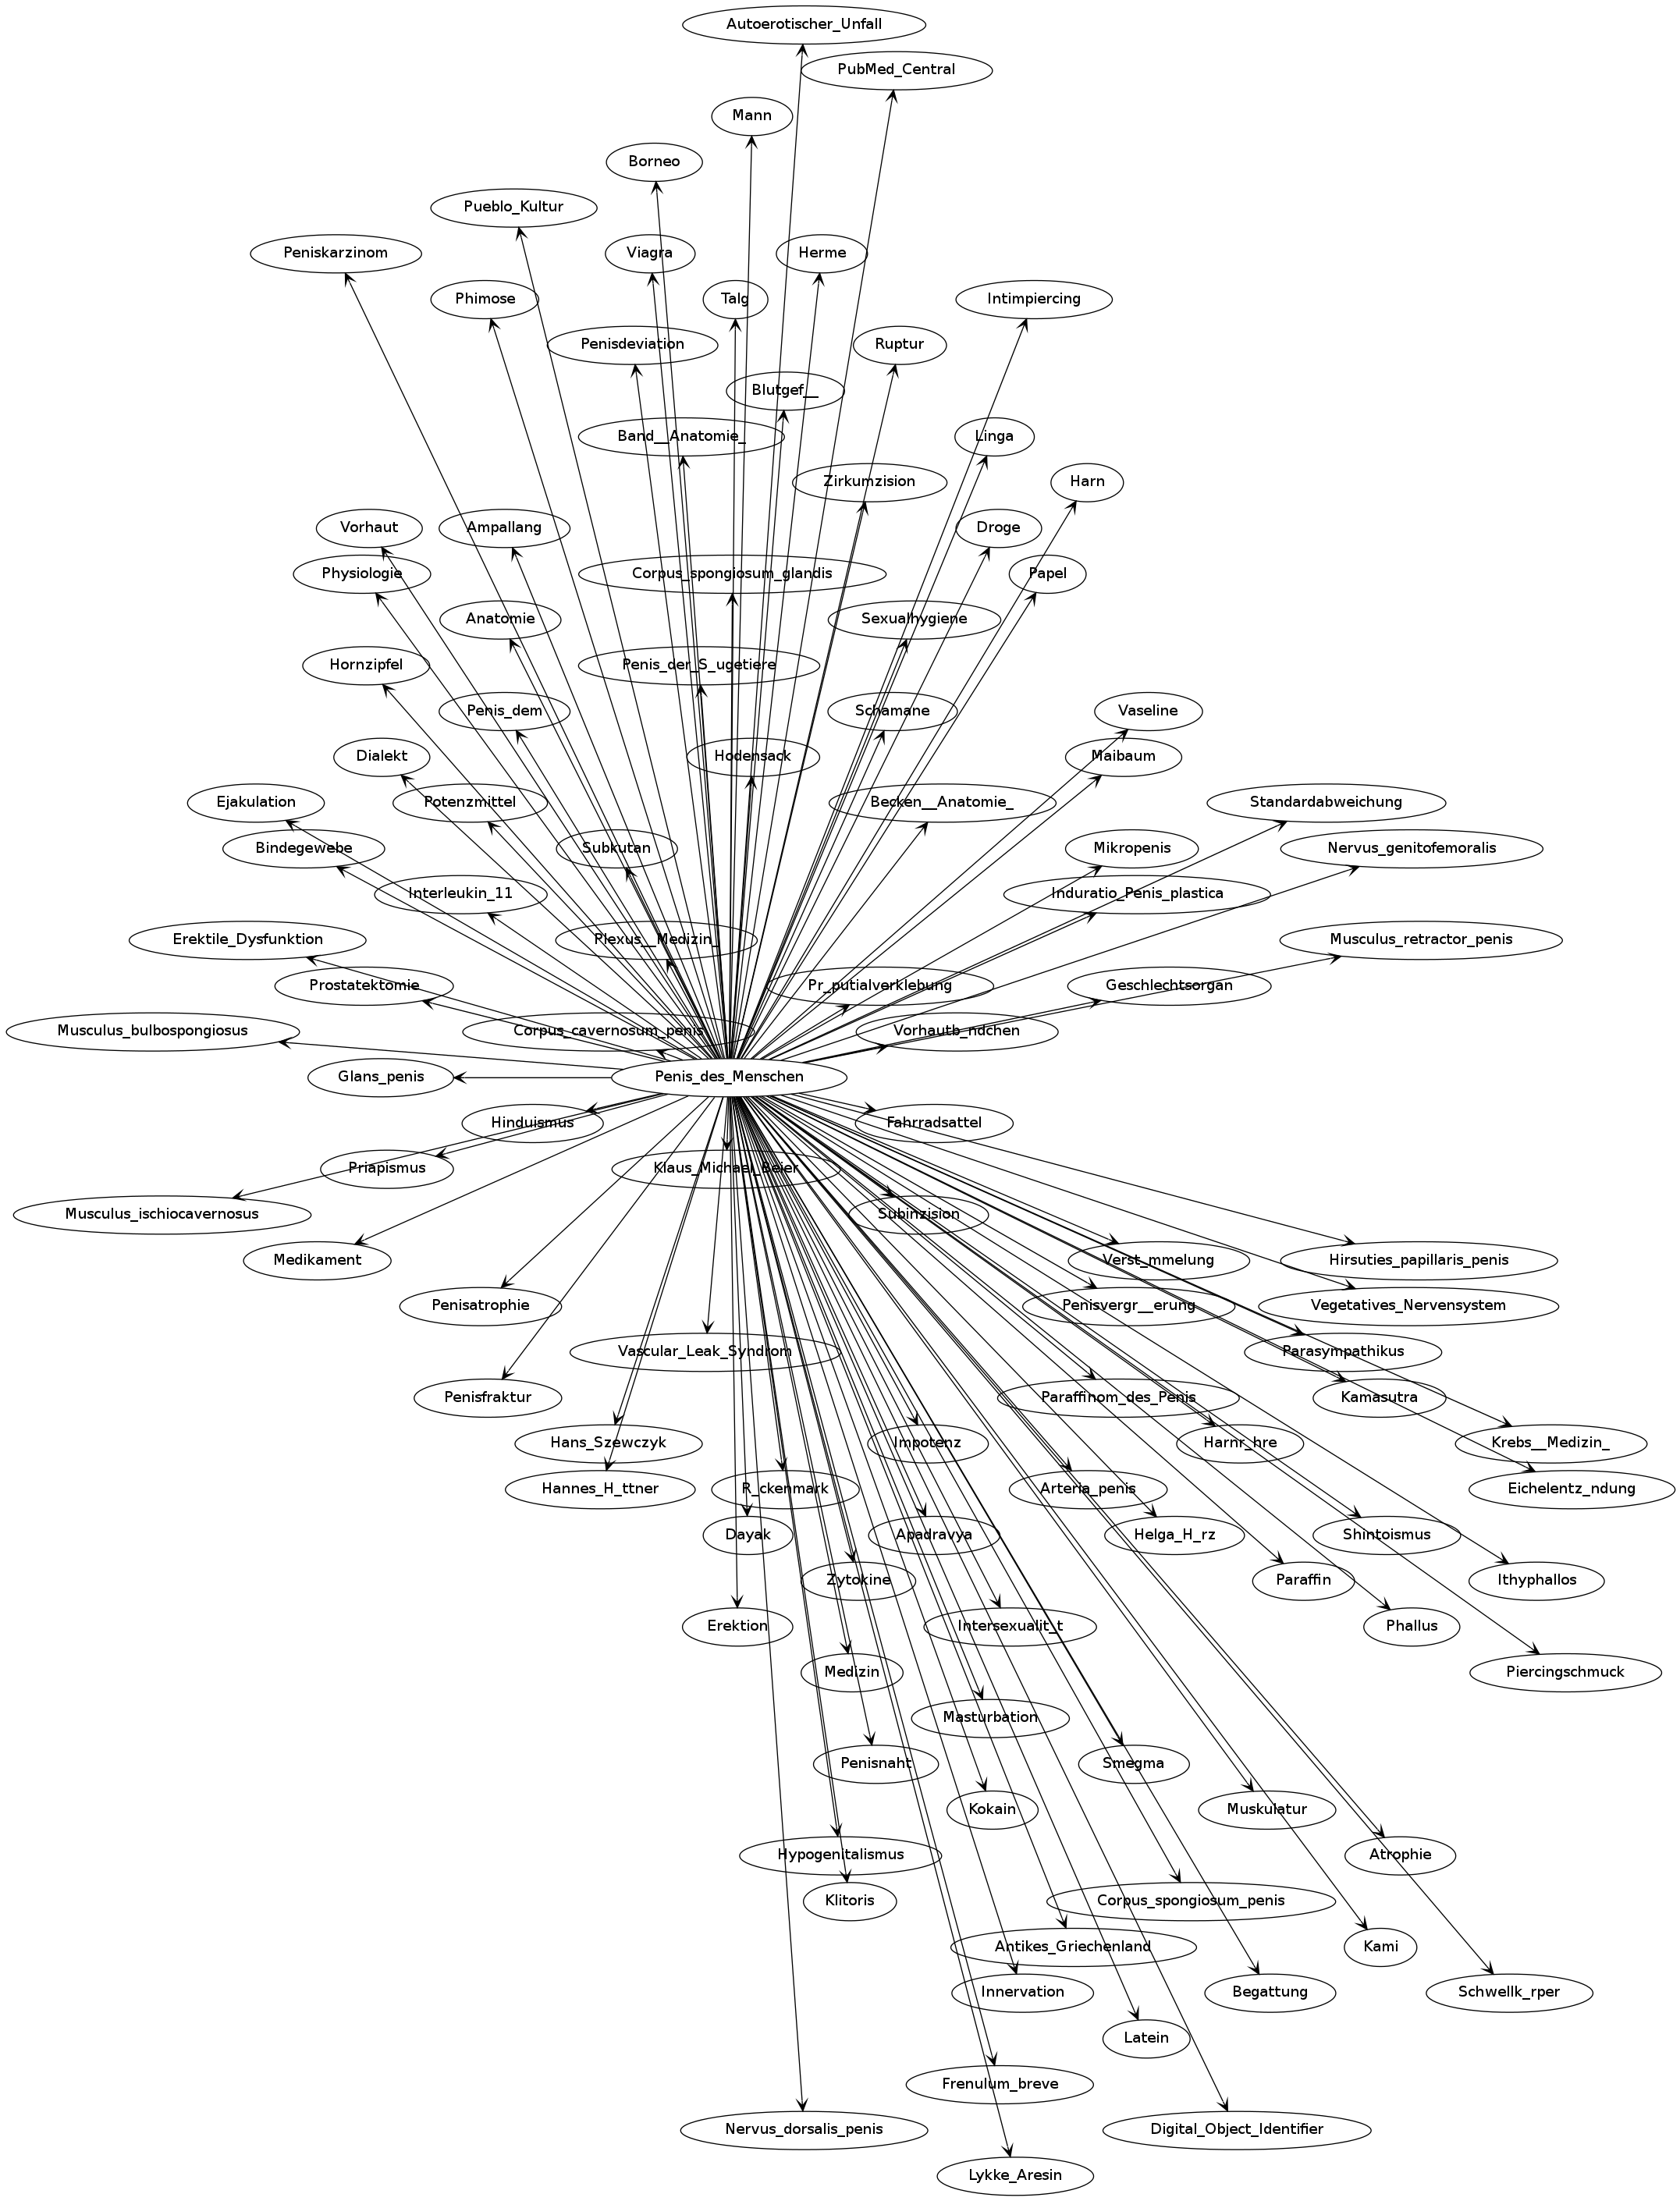 Autoerotischer_Unfall
PubMed_Central
Mann
Borneo
Pueblo_Kultur
Peniskarzinom
Viagra
Herme
Phimose
Talg
Intimpiercing
Penisdeviation
Ruptur
Blutgef__
Band__Anatomie_
Linga
Zirkumzision
Harn
Vorhaut
Ampallang
Droge
Physiologie
Corpus_spongiosum_glandis
Papel
Anatomie
Sexualhygiene
Hornzipfel
Penis_der_S_ugetiere
Penis_dem
Schamane
Vaseline
Dialekt
Hodensack
Maibaum
Ejakulation
Potenzmittel
Becken__Anatomie_
Standardabweichung
Bindegewebe
Subkutan
Mikropenis
Nervus_genitofemoralis
Interleukin_11
Induratio_Penis_plastica
Erektile_Dysfunktion
Plexus__Medizin_
Musculus_retractor_penis
Prostatektomie
Pr_putialverklebung
Geschlechtsorgan
Musculus_bulbospongiosus
Corpus_cavernosum_penis
Vorhautb_ndchen
Glans_penis
Penis_des_Menschen
Hinduismus
Fahrradsattel
Priapismus
Klaus_Michael_Beier
Musculus_ischiocavernosus
Subinzision
Medikament
Verst_mmelung
Hirsuties_papillaris_penis
Penisatrophie
Penisvergr__erung
Vegetatives_Nervensystem
Vascular_Leak_Syndrom
Parasympathikus
Penisfraktur
Paraffinom_des_Penis
Kamasutra
Hans_Szewczyk
Impotenz
Harnr_hre
Krebs__Medizin_
Hannes_H_ttner
R_ckenmark
Arteria_penis
Eichelentz_ndung
Dayak
Apadravya
Helga_H_rz
Shintoismus
Zytokine
Paraffin
Ithyphallos
Erektion
Intersexualit_t
Phallus
Medizin
Piercingschmuck
Masturbation
Penisnaht
Smegma
Kokain
Muskulatur
Hypogenitalismus
Atrophie
Klitoris
Corpus_spongiosum_penis
Antikes_Griechenland
Kami
Innervation
Begattung
Schwellk_rper
Latein
Frenulum_breve
Nervus_dorsalis_penis
Digital_Object_Identifier
Lykke_Aresin